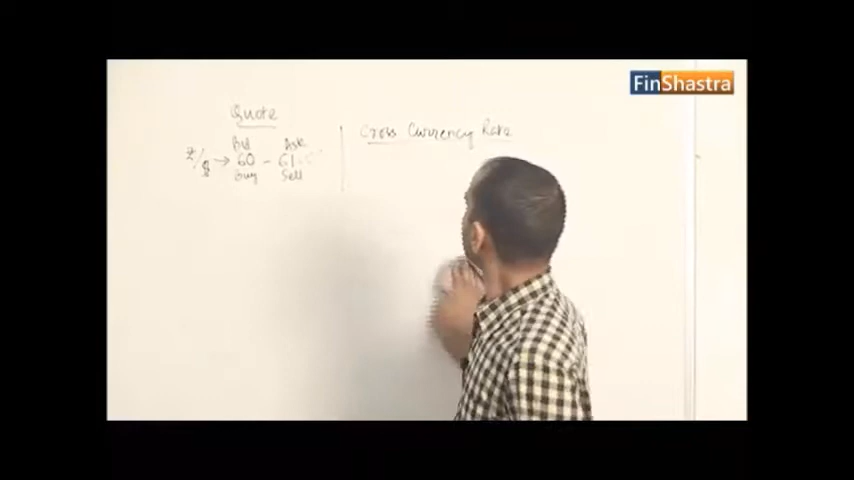 FinShastra
Quote
Cross Currency Rate
Bid Ask
₹/$ → 60 - 61
Buy Sell